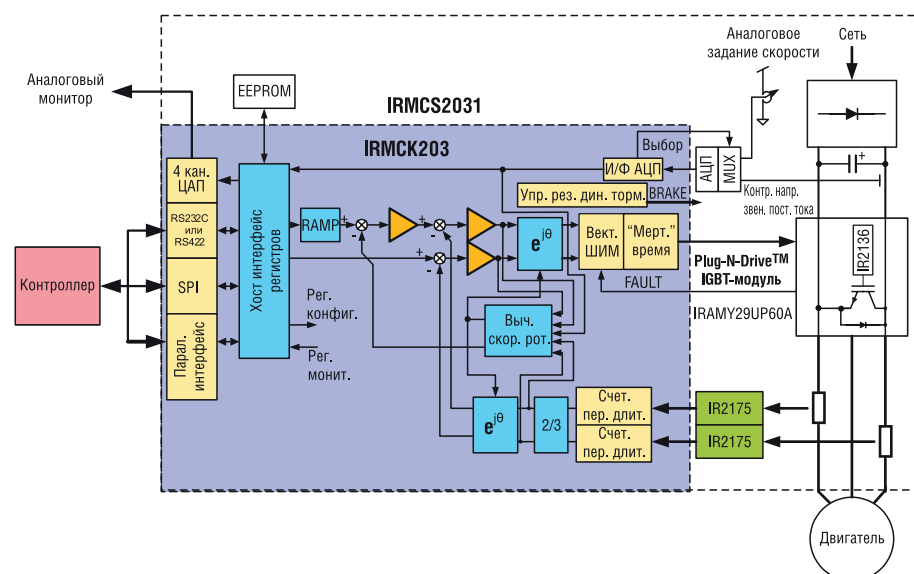 Аналоговый
монитор
EEPROM
IRMCS2031
Аналоговое
задание скорости
Сеть
IRMCK203
Выбор
4 кан.
ЦАП
И/Ф АЦП
АЦП
MUX
Упр. рез. дин. торм.
BRAKE
Контр. напр.
звен. пост. тока
RS232C
или
RS422
Хост интерфейс
регистров
RAMP
+
-
+
-
+
-
+
e^jθ
Вект.
ШИМ
“Мерт.”
время
Plug-N-Drive™
IGBT-модуль
IR2136
FAULT
IRAMY29UP60A
Контроллер
SPI
Рег.
конфиг.
Рег.
монит.
Выч.
скор. рот.
Парал.
интерфейс
e^jθ
2/3
Счет.
пер. длит.
Счет.
пер. длит.
IR2175
IR2175
Двигатель